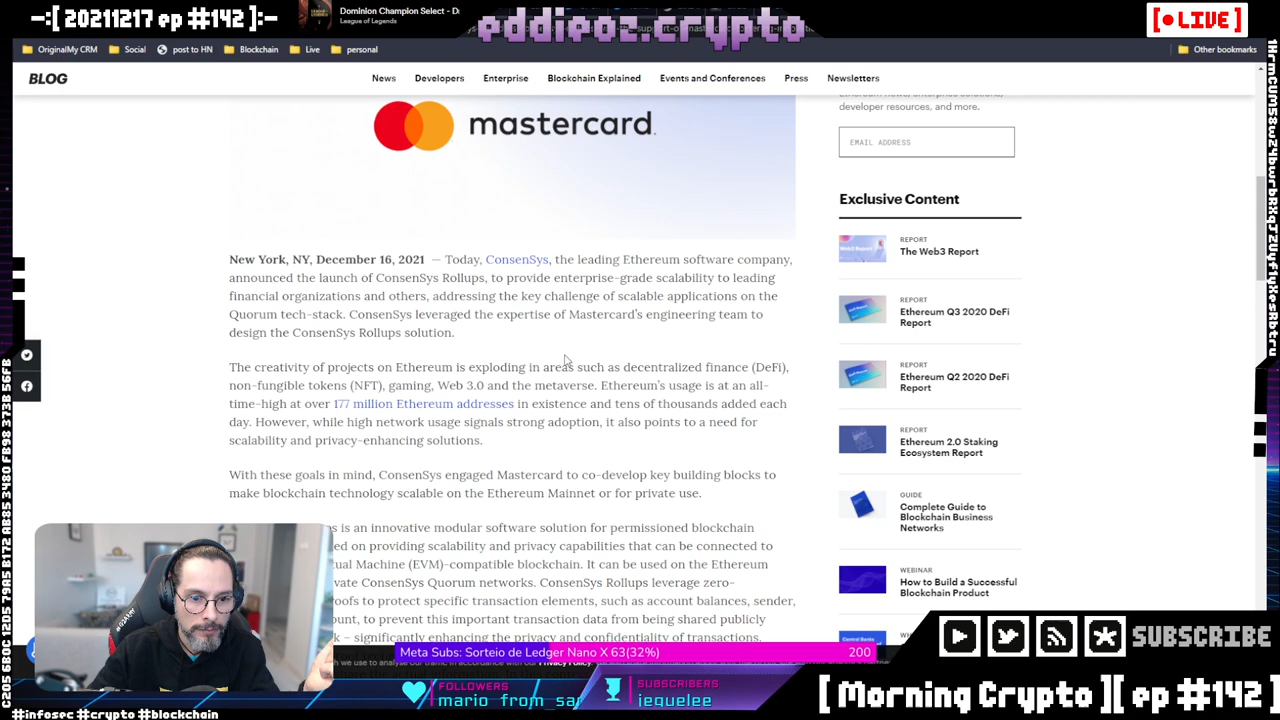 -:[ 20211217 ep #142 ]:-
Dominion Champion Select - D
League of Legends
eddieoz.crypto
[ ● LIVE ]
OriginalMy CRM
Social
post to HN
Blockchain
Live
personal
Other bookmarks
BLOG
News
Developers
Enterprise
Blockchain Explained
Events and Conferences
Press
Newsletters
developer resources, and more.
EMAIL ADDRESS
mastercard.
Exclusive Content
REPORT
The Web3 Report
REPORT
Ethereum Q3 2020 DeFi
Report
REPORT
Ethereum Q2 2020 DeFi
Report
REPORT
Ethereum 2.0 Staking
Ecosystem Report
GUIDE
Complete Guide to
Blockchain Business
Networks
WEBINAR
How to Build a Successful
Blockchain Product
New York, NY, December 16, 2021 — Today, ConsenSys, the leading Ethereum software company,
announced the launch of ConsenSys Rollups, to provide enterprise-grade scalability to leading
financial organizations and others, addressing the key challenge of scalable applications on the
Quorum tech-stack. ConsenSys leveraged the expertise of Mastercard's engineering team to
design the ConsenSys Rollups solution.
The creativity of projects on Ethereum is exploding in areas such as decentralized finance (DeFi),
non-fungible tokens (NFT), gaming, Web 3.0 and the metaverse. Ethereum's usage is at an all-
time-high at over 177 million Ethereum addresses in existence and tens of thousands added each
day. However, while high network usage signals strong adoption, it also points to a need for
scalability and privacy-enhancing solutions.
With these goals in mind, ConsenSys engaged Mastercard to co-develop key building blocks to
make blockchain technology scalable on the Ethereum Mainnet or for private use.
is an innovative modular software solution for permissioned blockchain
on providing scalability and privacy capabilities that can be connected to
Machine (EVM)-compatible blockchain. It can be used on the Ethereum
ConsenSys Quorum networks. ConsenSys Rollups leverage zero-
to protect specific transaction elements, such as account balances, sender,
to prevent this important transaction data from being shared publicly
– significantly enhancing the privacy and confidentiality of transactions.
Meta Subs: Sorteio de Ledger Nano X 63(32%)
200
we use to analyse our traffic in accordance with our Privacy Policy.
FOLLOWERS
mario_from_sa
SUBSCRIBERS
ieguelee
SUBSCRIBE
[ Morning Crypto ][ ep #142 ]
#infosec #crypto #blockchain